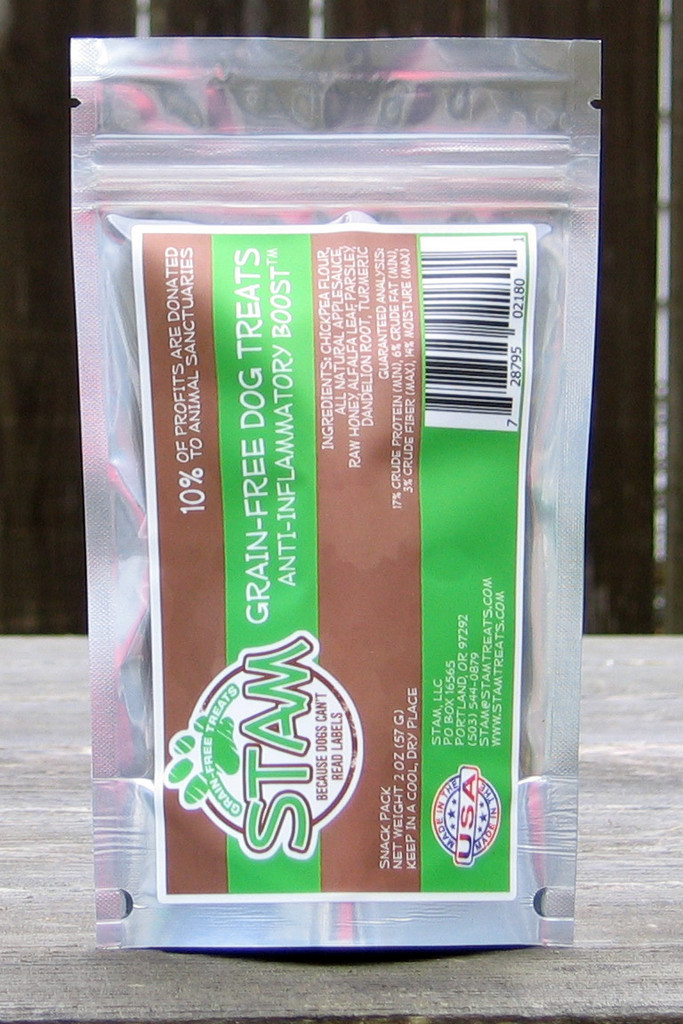 10% OF PROFITS ARE DONATED
TO ANIMAL SANCTUARIES
GRAIN-FREE DOG TREATS
ANTI-INFLAMMATORY BOOST™
GRAIN-FREE TREATS
STAM
BECAUSE DOGS CAN'T
READ LABELS
INGREDIENTS: CHICKPEA FLOUR,
ALL NATURAL APPLESAUCE,
RAW HONEY, ALFALFA LEAF, PARSLEY,
DANDELION ROOT, TURMERIC
GUARANTEED ANALYSIS:
17% CRUDE PROTEIN (MIN), 6% CRUDE FAT (MIN),
3% CRUDE FIBER (MAX), 14% MOISTURE (MAX)
SNACK PACK
NET WEIGHT 2 OZ (57 G)
KEEP IN A COOL, DRY PLACE
STAM, LLC
PO BOX 16565
PORTLAND, OR 97292
(503) 544-0879
STAM@STAMTREATS.COM
WWW.STAMTREATS.COM
MADE IN THE
USA
MADE IN THE
7 28795 02180 1